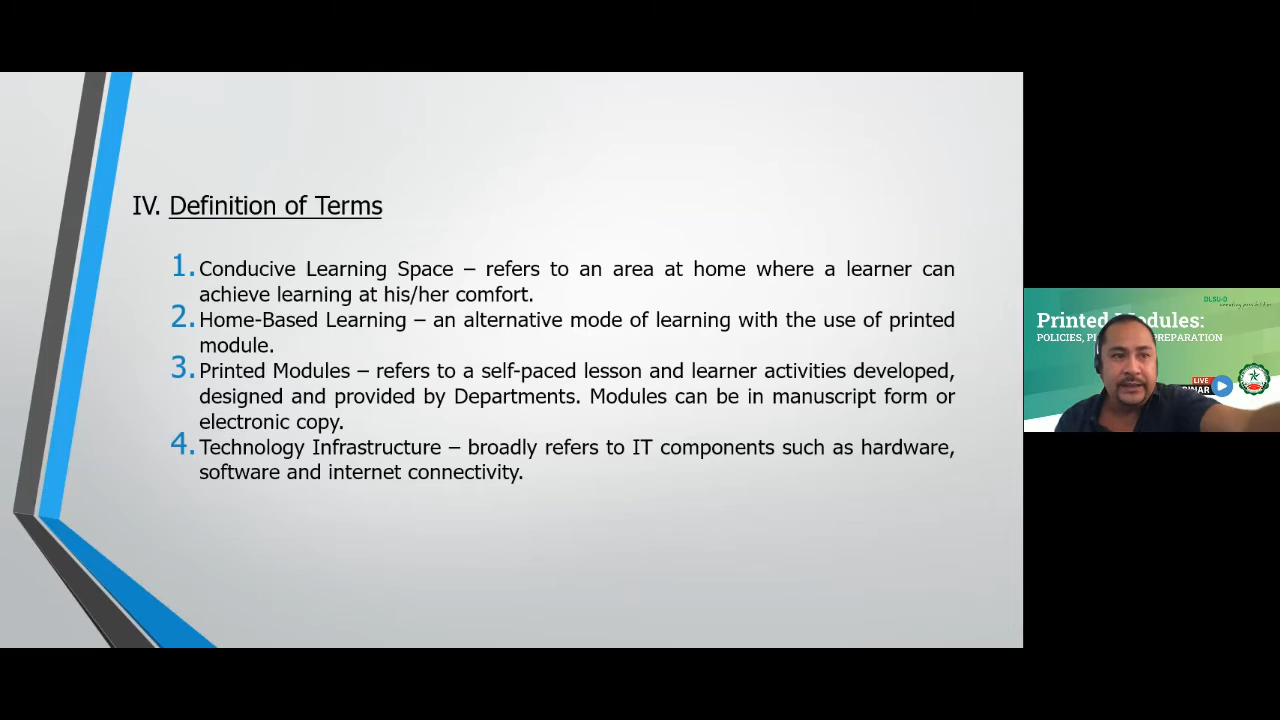 IV. Definition of Terms
1. Conducive Learning Space – refers to an area at home where a learner can
achieve learning at his/her comfort.
2. Home-Based Learning – an alternative mode of learning with the use of printed
module.
3. Printed Modules – refers to a self-paced lesson and learner activities developed,
designed and provided by Departments. Modules can be in manuscript form or
electronic copy.
4. Technology Infrastructure – broadly refers to IT components such as hardware,
software and internet connectivity.
DLSU-D
Printed
POLICIES,
PREPARATION
LIVE